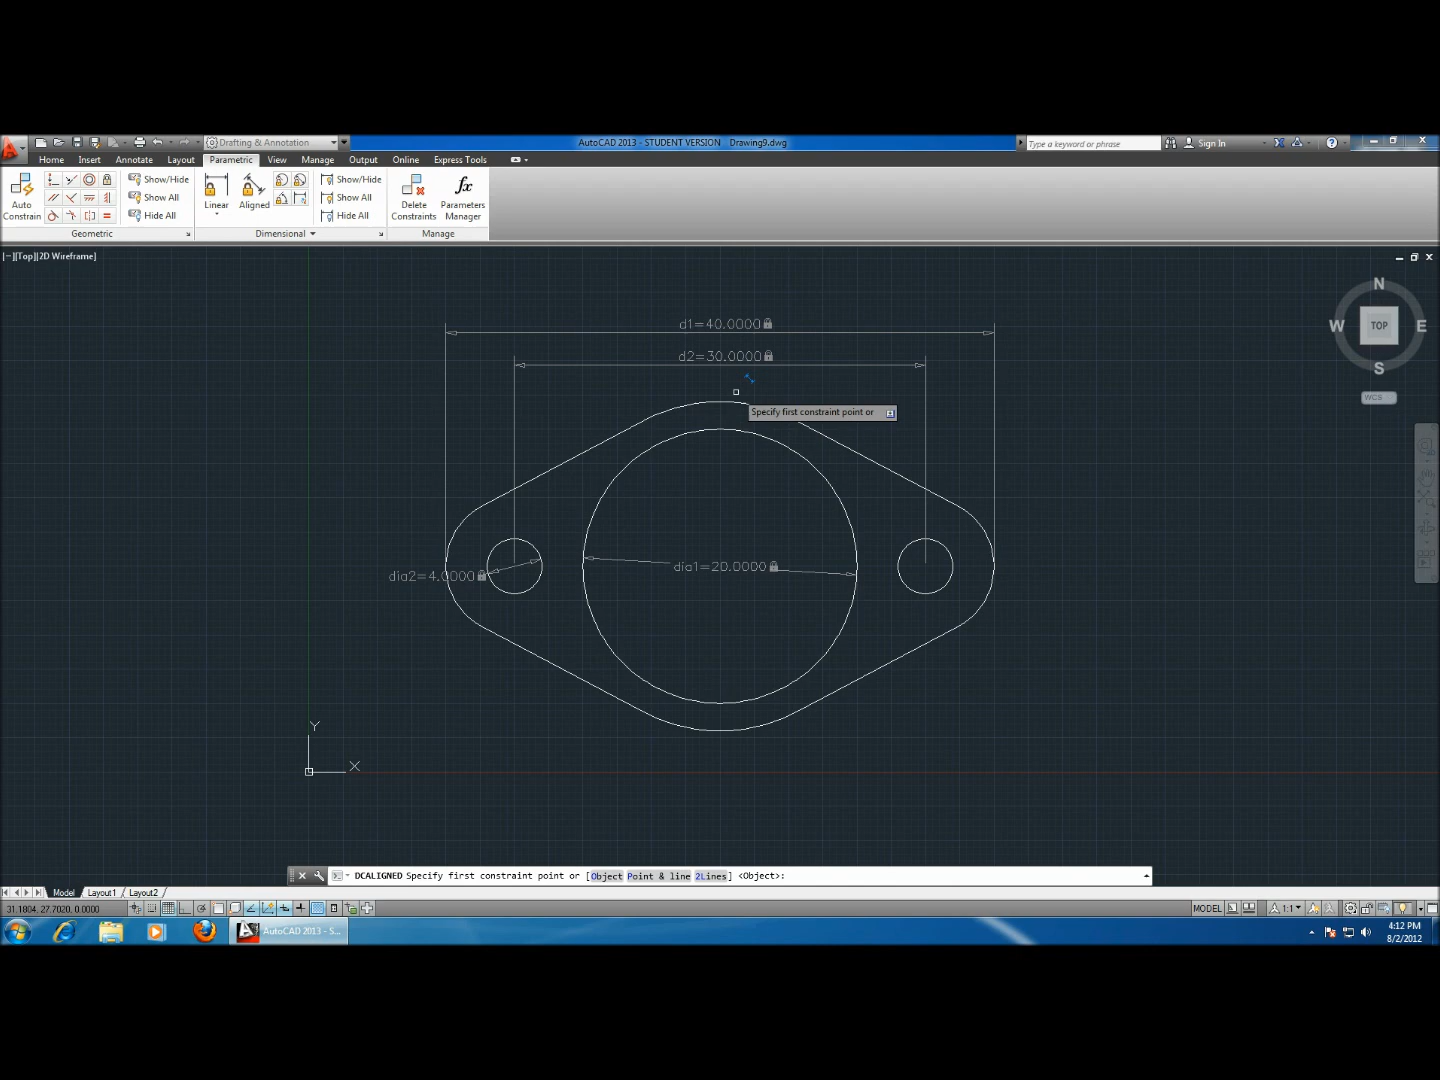 Drafting & Annotation
AutoCAD 2013 - STUDENT VERSION Drawing9.dwg
Type a keyword or phrase
Sign In
Home Insert Annotate Layout Parametric View Manage Output Online Express Tools
Auto
Constrain
Show/Hide
Show All
Hide All
Geometric
Linear
Aligned
Show/Hide
Show All
Hide All
Dimensional
Delete
Constraints
fx
Parameters
Manager
Manage
[−][Top][2D Wireframe]
N
W
TOP
E
S
WCS
d1=40.0000
d2=30.0000
Specify first constraint point or
dia1=20.0000
dia2=4.0000
Y
X
DCALIGNED Specify first constraint point or [Object Point & line 2Lines] <Object>:
Model Layout1 Layout2
31.1804, 27.7020, 0.0000
MODEL
1:1
AutoCAD 2013 - S...
4:12 PM
8/2/2012